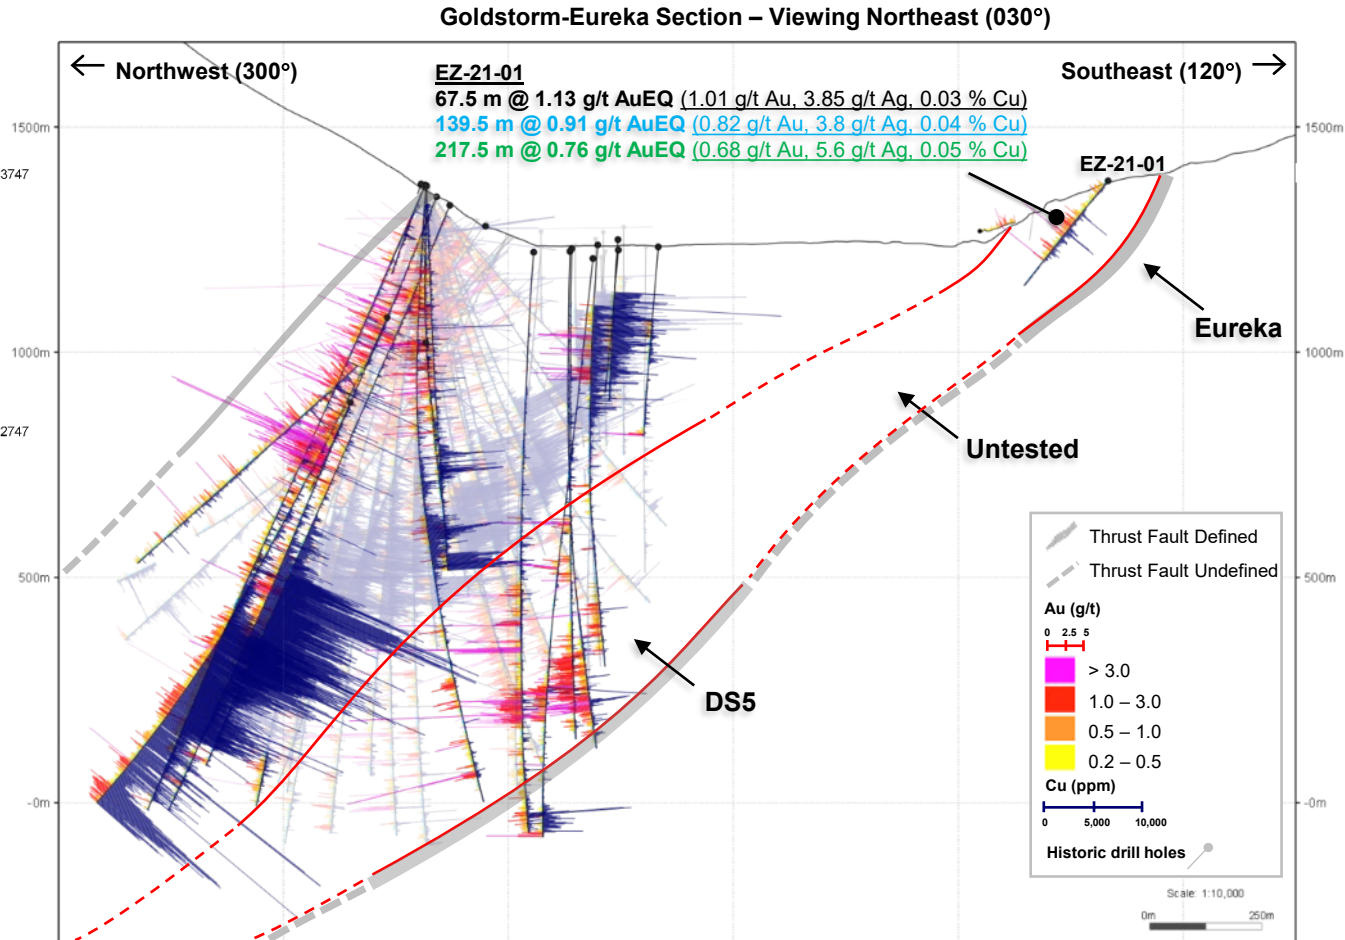 Goldstorm-Eureka Section – Viewing Northeast (030°)
← Northwest (300°)
Southeast (120°) →
EZ-21-01
67.5 m @ 1.13 g/t AuEQ (1.01 g/t Au, 3.85 g/t Ag, 0.03 % Cu)
139.5 m @ 0.91 g/t AuEQ (0.82 g/t Au, 3.8 g/t Ag, 0.04 % Cu)
217.5 m @ 0.76 g/t AuEQ (0.68 g/t Au, 5.6 g/t Ag, 0.05 % Cu)
1500m
1500m
EZ-21-01
3747
Eureka
1000m
1000m
2747
Untested
500m
500m
DS5
-0m
-0m
Thrust Fault Defined
Thrust Fault Undefined
Au (g/t)
0 2.5 5
> 3.0
1.0 – 3.0
0.5 – 1.0
0.2 – 0.5
Cu (ppm)
0 5,000 10,000
Historic drill holes
Scale: 1:10,000
0m 250m